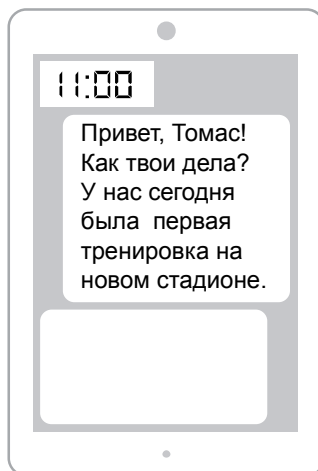 11:00
Привет, Томас!
Как твои дела?
У нас сегодня
была первая
тренировка на
новом стадионе.